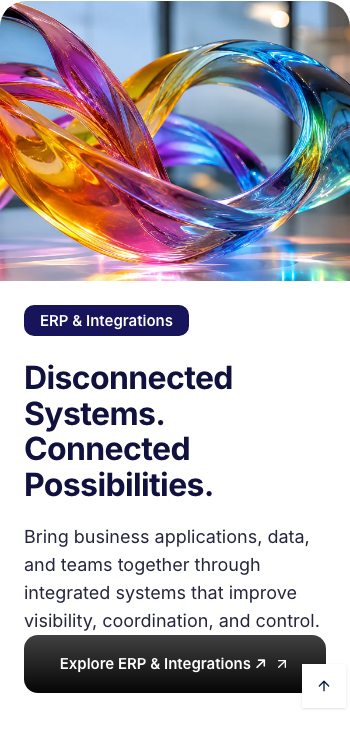 ERP & Integrations
Disconnected
Systems.
Connected
Possibilities.
Bring business applications, data,
and teams together through
integrated systems that improve
visibility, coordination, and control.
Explore ERP & Integrations ↗ ↗